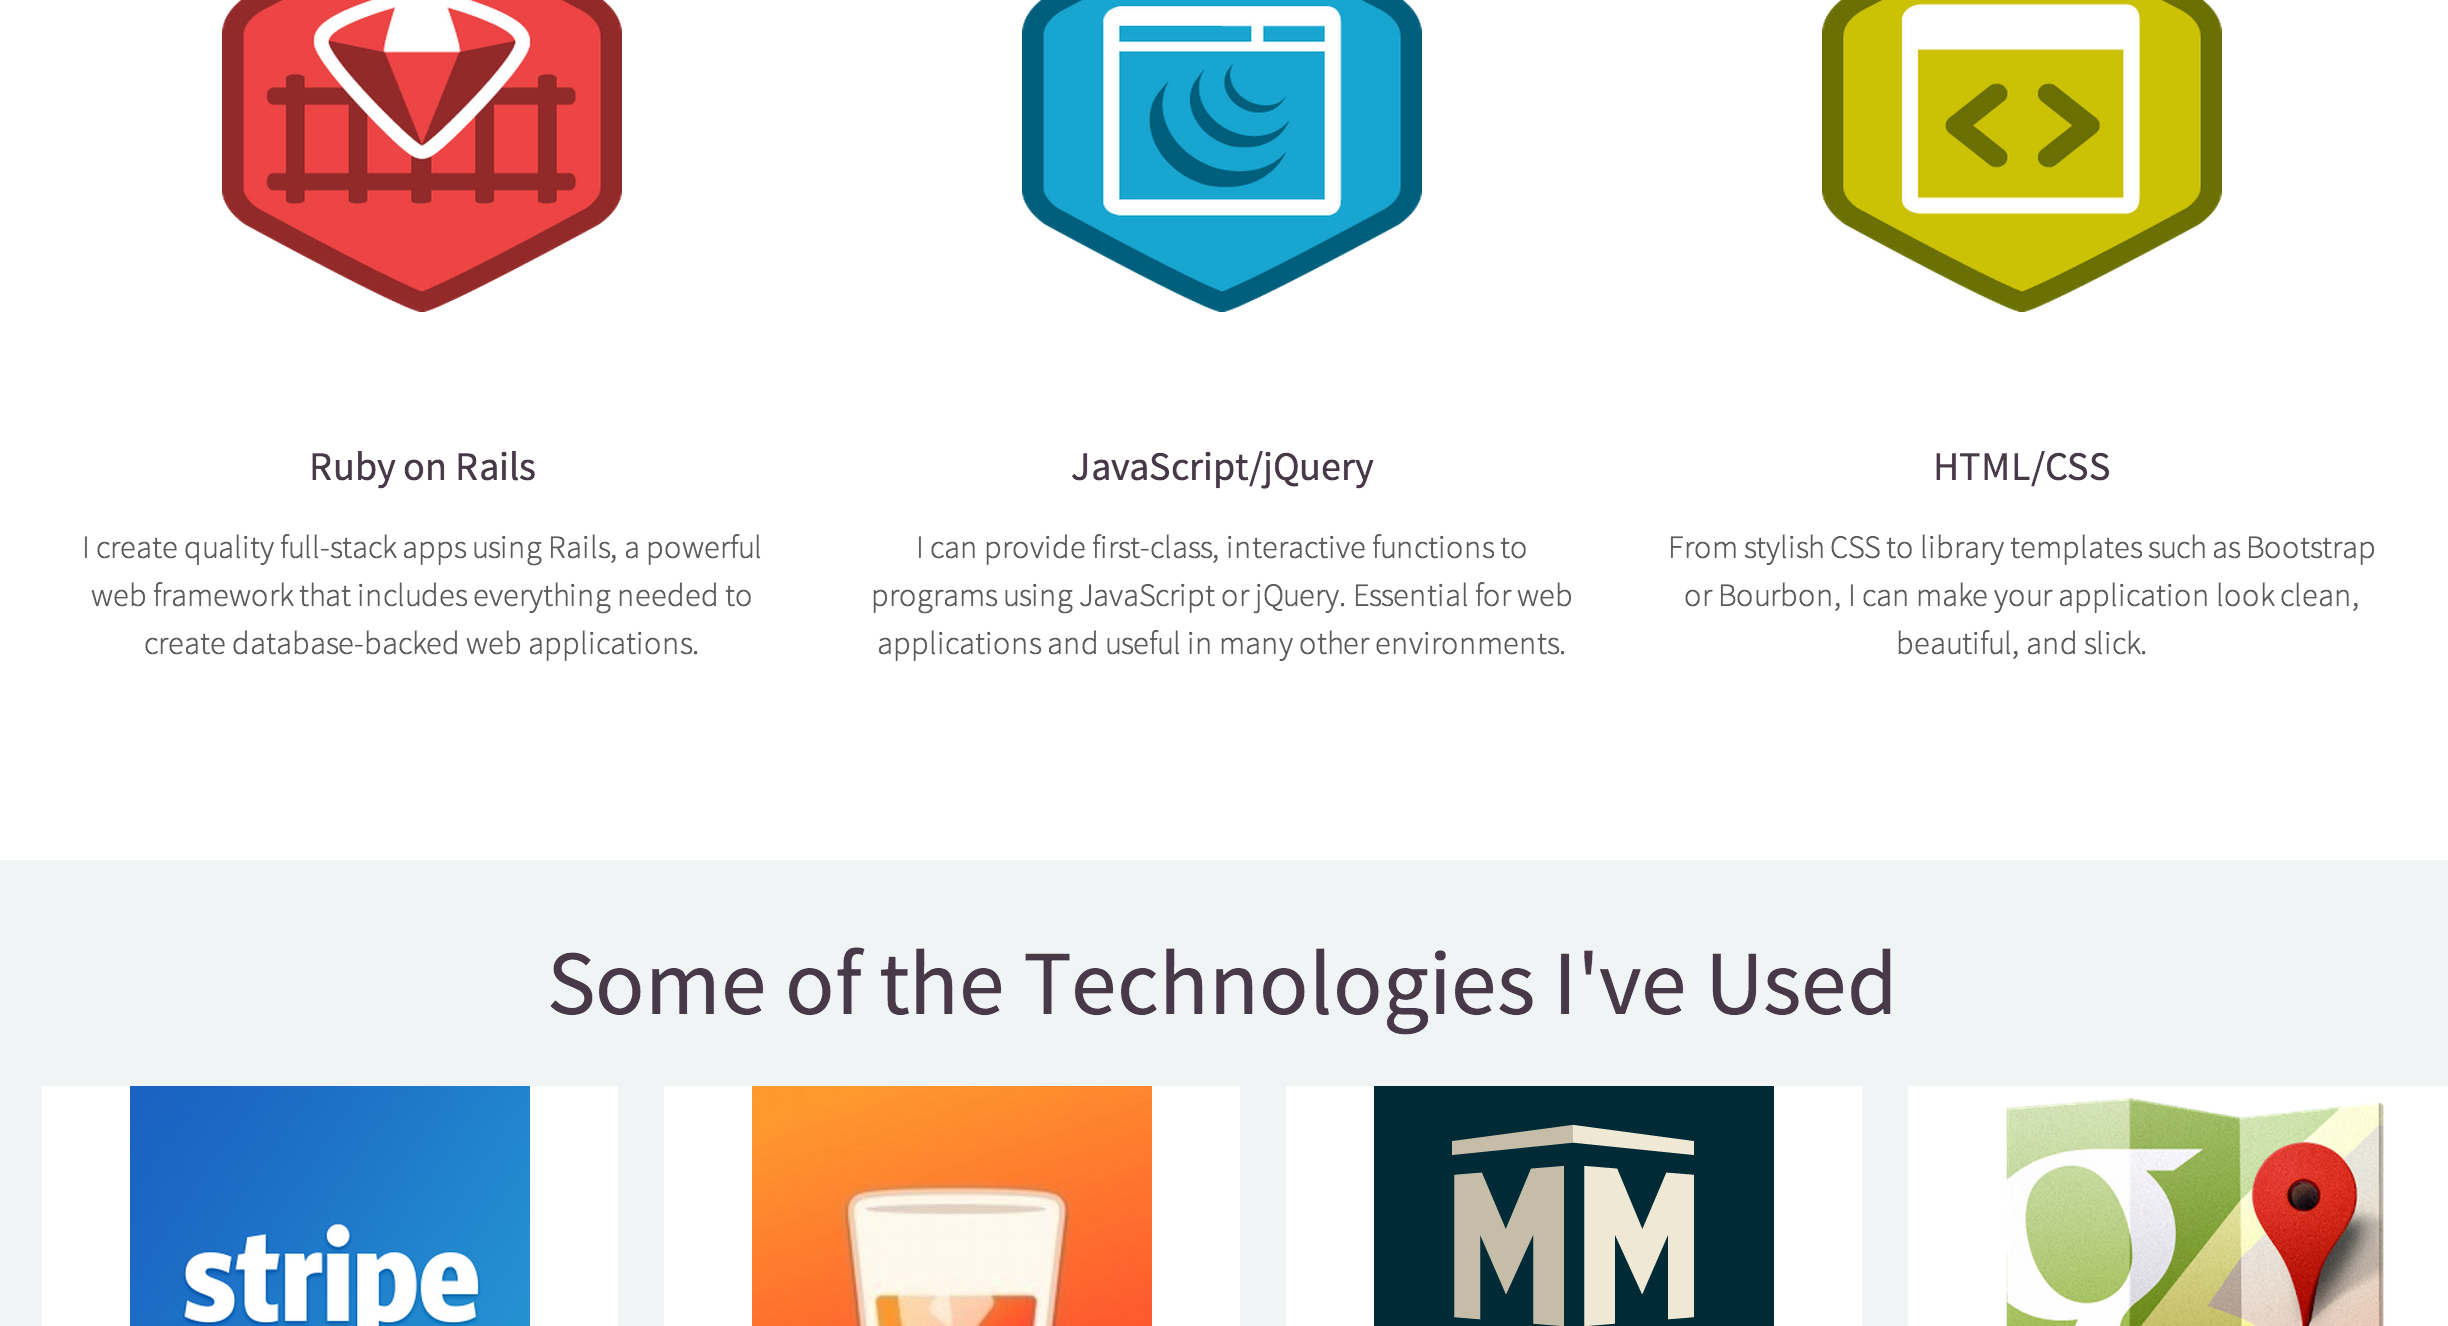 Ruby on Rails
I create quality full-stack apps using Rails, a powerful
web framework that includes everything needed to
create database-backed web applications.
JavaScript/jQuery
I can provide first-class, interactive functions to
programs using JavaScript or jQuery. Essential for web
applications and useful in many other environments.
HTML/CSS
From stylish CSS to library templates such as Bootstrap
or Bourbon, I can make your application look clean,
beautiful, and slick.
Some of the Technologies I've Used
stripe
MM
g